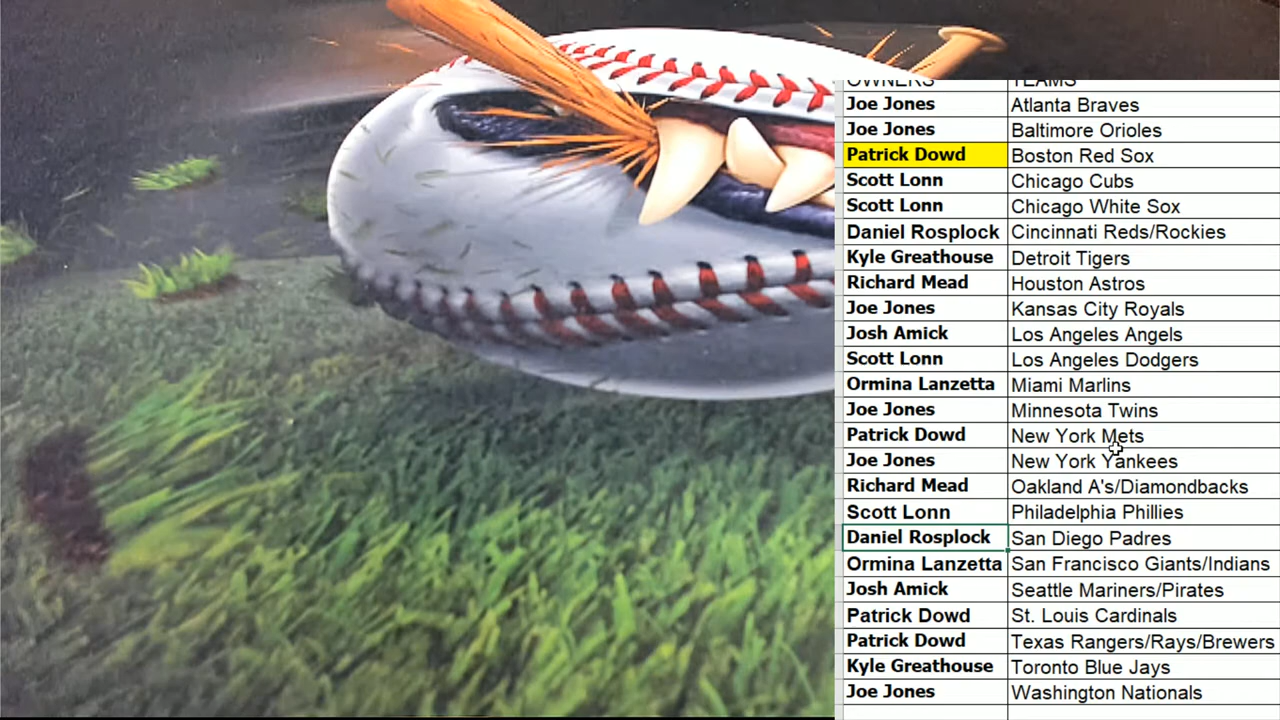 OWNERS TEAMS
Joe Jones Atlanta Braves
Joe Jones Baltimore Orioles
Patrick Dowd Boston Red Sox
Scott Lonn Chicago Cubs
Scott Lonn Chicago White Sox
Daniel Rosplock Cincinnati Reds/Rockies
Kyle Greathouse Detroit Tigers
Richard Mead Houston Astros
Joe Jones Kansas City Royals
Josh Amick Los Angeles Angels
Scott Lonn Los Angeles Dodgers
Ormina Lanzetta Miami Marlins
Joe Jones Minnesota Twins
Patrick Dowd New York Mets
Joe Jones New York Yankees
Richard Mead Oakland A's/Diamondbacks
Scott Lonn Philadelphia Phillies
Daniel Rosplock San Diego Padres
Ormina Lanzetta San Francisco Giants/Indians
Josh Amick Seattle Mariners/Pirates
Patrick Dowd St. Louis Cardinals
Patrick Dowd Texas Rangers/Rays/Brewers
Kyle Greathouse Toronto Blue Jays
Joe Jones Washington Nationals